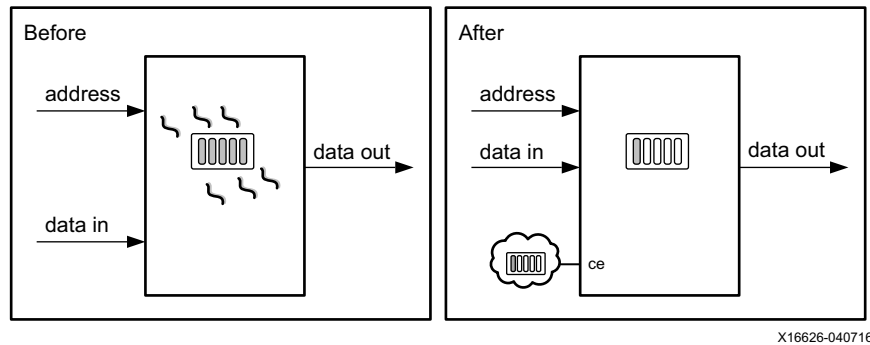 Before
address
data out
data in
After
address
data in
data out
ce
X16626-040716